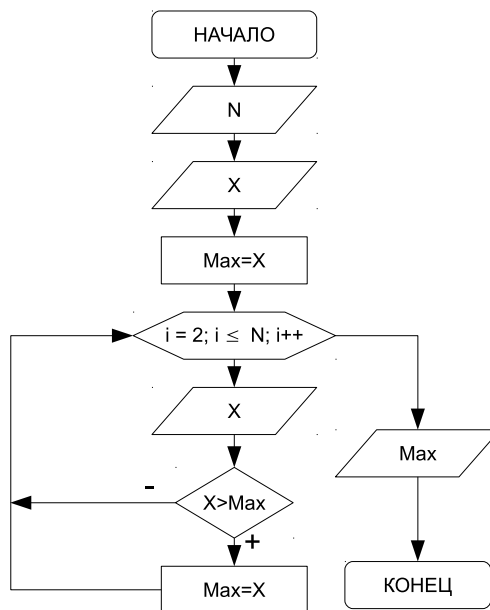 НАЧАЛО
N
X
Max=X
i = 2; i ≤ N; i++
X
X>Max
-
+
Max=X
Max
КОНЕЦ